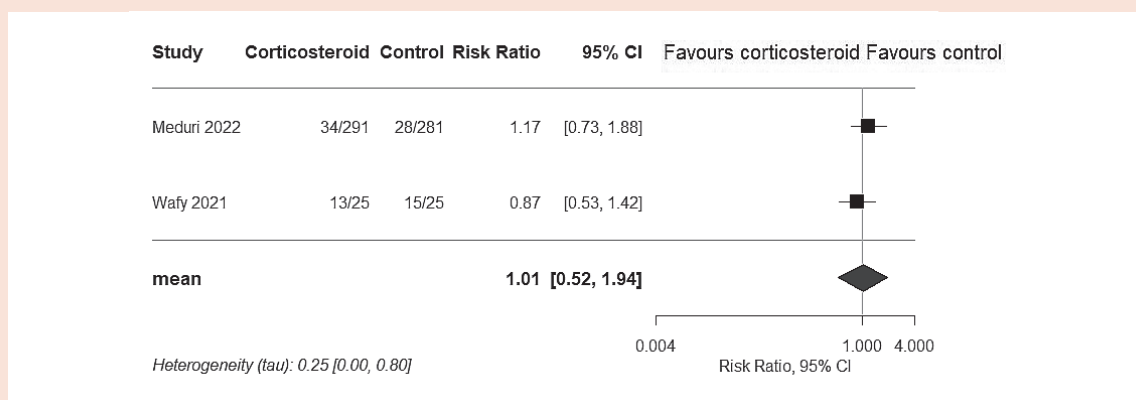 Study Corticosteroid Control Risk Ratio 95% CI Favours corticosteroid Favours control
Meduri 2022 34/291 28/281 1.17 [0.73, 1.88]
Wafy 2021 13/25 15/25 0.87 [0.53, 1.42]
mean 1.01 [0.52, 1.94]
0.004 1.000 4.000
Heterogeneity (tau): 0.25 [0.00, 0.80] Risk Ratio, 95% CI